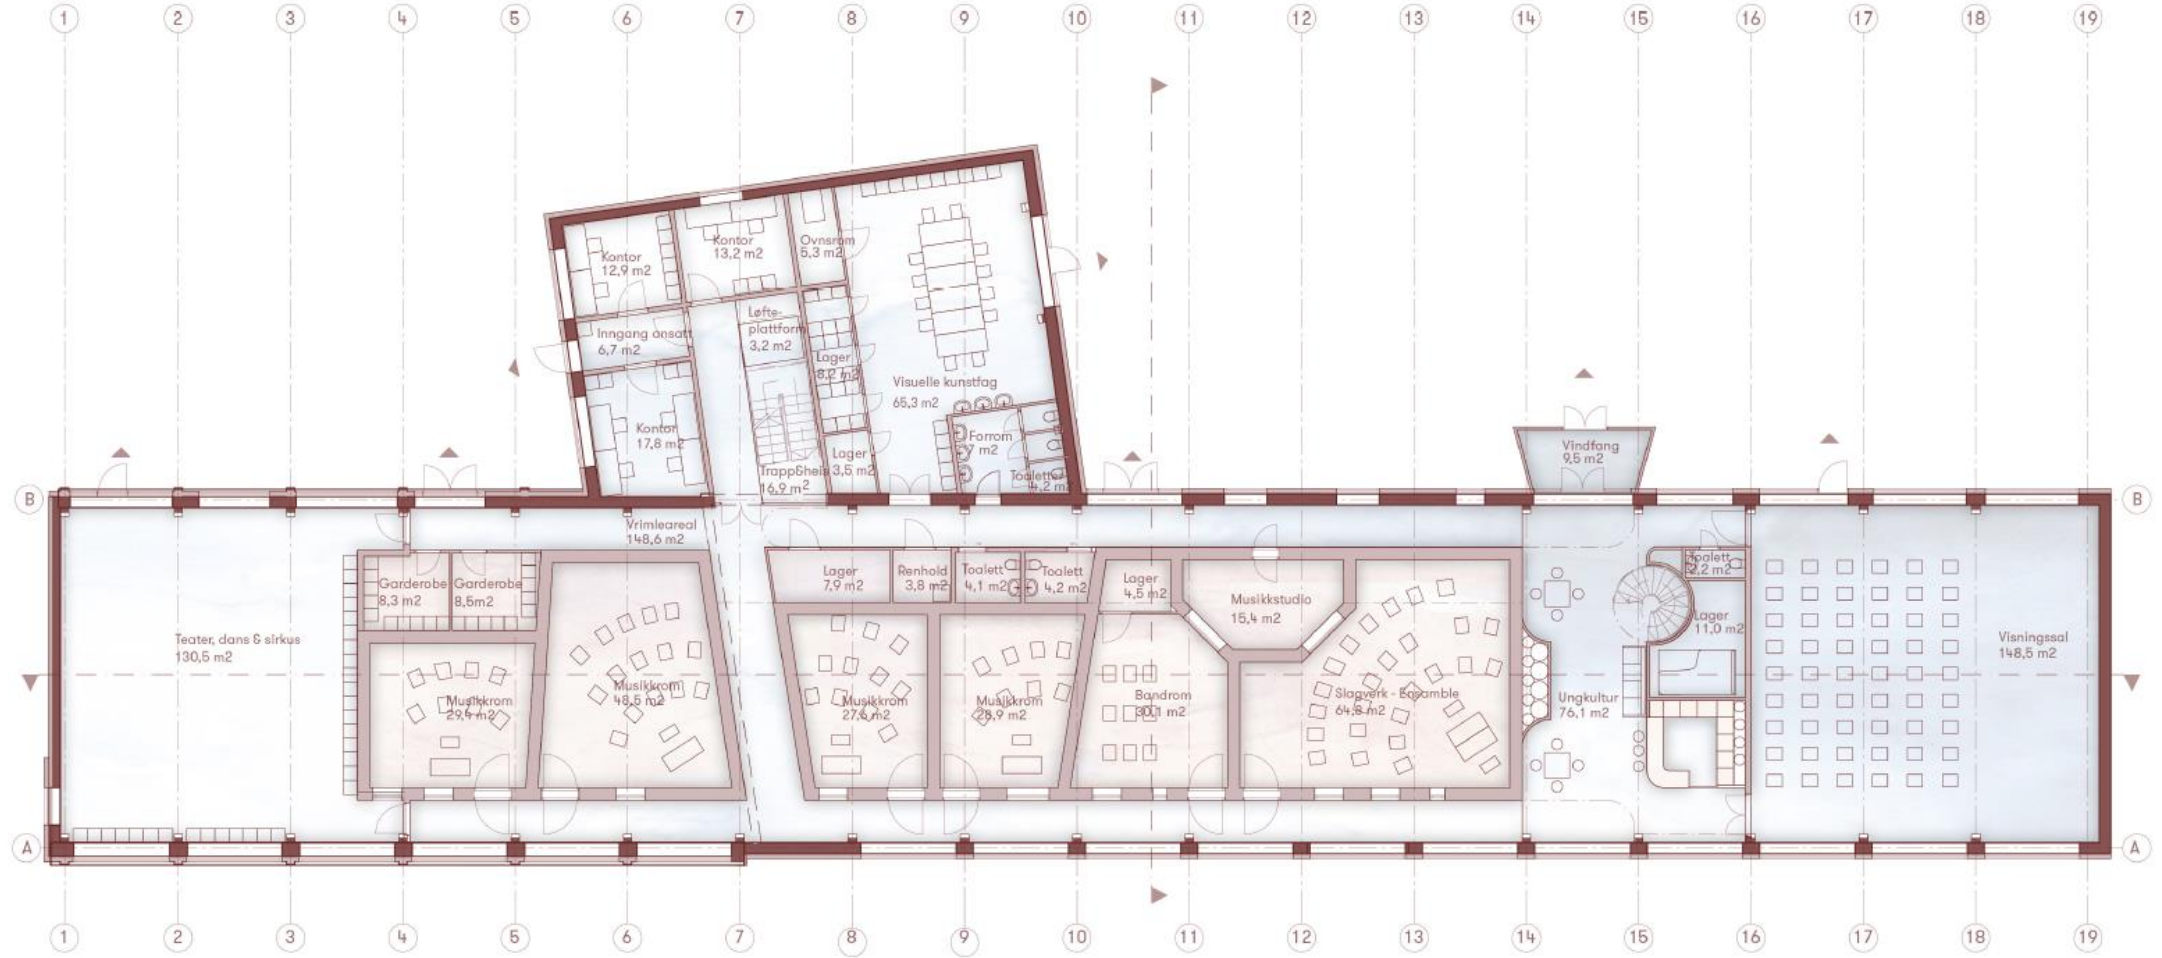 1 2 3 4 5 6 7 8 9 10 11 12 13 14 15 16 17 18 19
Kontor
12,9 m2
Kontor
13,2 m2
Ovnsrom
5,3 m2
Inngang ansatt
6,7 m2
Løfte-
plattform
3,2 m2
Lager
8,2 m2
Visuelle kunstfag
65,3 m2
Kontor
17,8 m2
Trapp&heis
16,9 m2
Lager
3,5 m2
Forrom
7 m2
Toaletter
4,2 m2
Vindfang
9,5 m2
B B
Vrimleareal
148,6 m2
Teater, dans & sirkus
130,5 m2
Garderobe
8,3 m2
Garderobe
8,5m2
Musikkrom
29,4 m2
Musikkrom
48,5 m2
Lager
7,9 m2
Renhold
3,8 m2
Toalett
4,1 m2
Toalett
4,2 m2
Lager
4,5 m2
Musikkstudio
15,4 m2
Musikkrom
Musikkrom
28,9 m2
Bandrom
30,1 m2
Slagverk - Ensamble
64,8 m2
Ungkultur
76,1 m2
Toalett
2,2 m2
Lager
11,0 m2
Visningssal
148,5 m2
A A
1 2 3 4 5 6 7 8 9 10 11 12 13 14 15 16 17 18 19